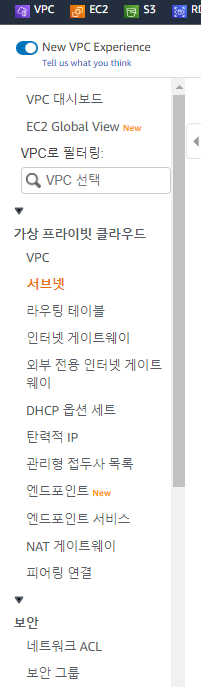 VPC EC2 S3 RD
New VPC Experience
Tell us what you think
VPC 대시보드
EC2 Global View New
VPC로 필터링:
VPC 선택
가상 프라이빗 클라우드
VPC
서브넷
라우팅 테이블
인터넷 게이트웨이
외부 전용 인터넷 게이트
웨이
DHCP 옵션 세트
탄력적 IP
관리형 접두사 목록
엔드포인트 New
엔드포인트 서비스
NAT 게이트웨이
피어링 연결
보안
네트워크 ACL
보안 그룹